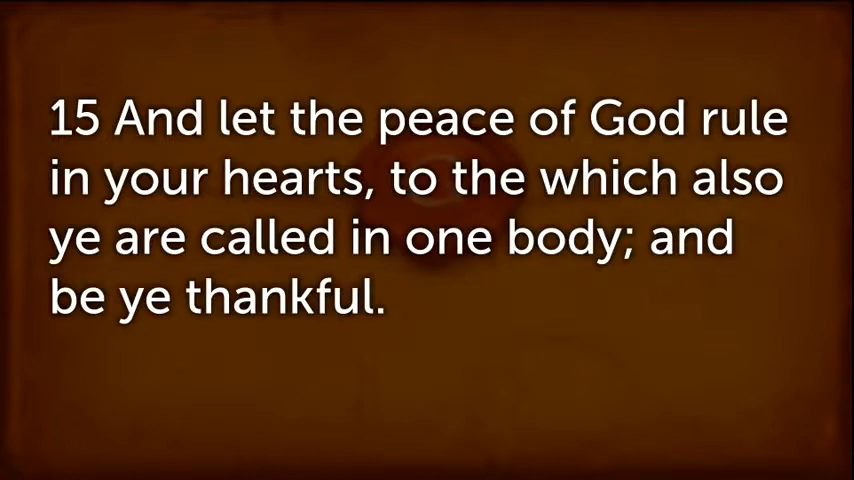 15 And let the peace of God rule
in your hearts, to the which also
ye are called in one body; and
be ye thankful.